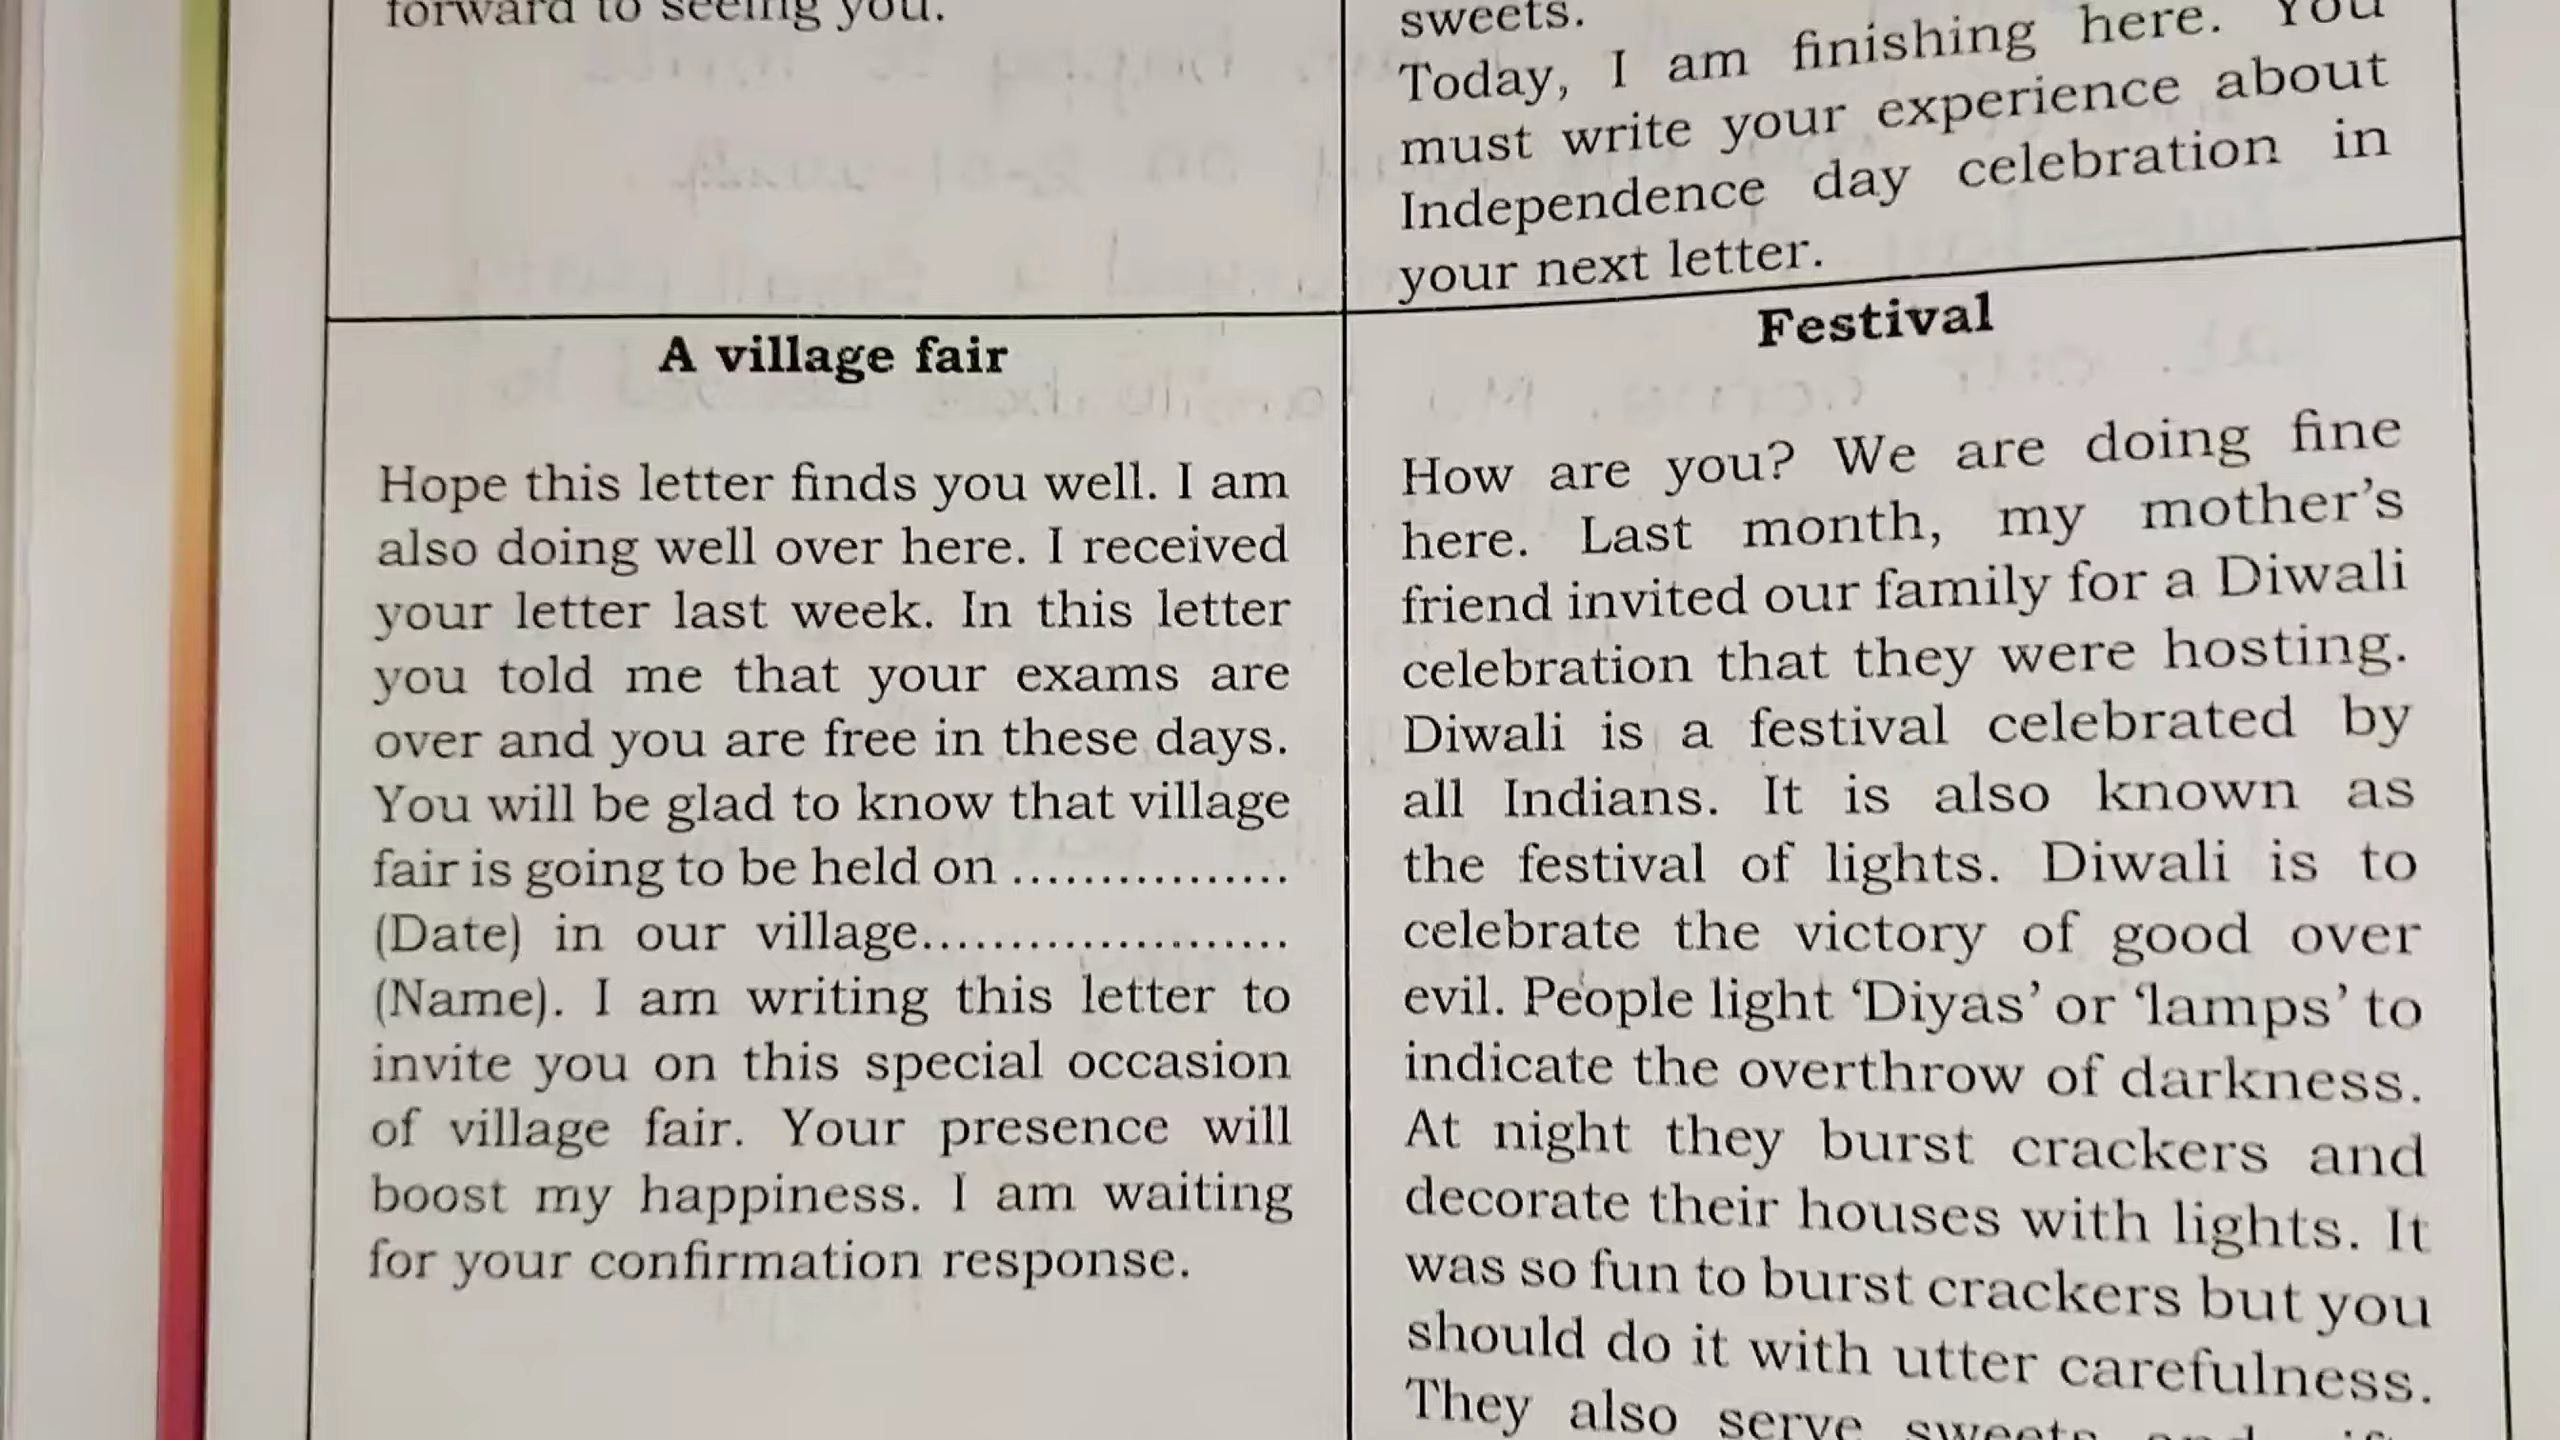 forward to seeing you.
sweets.
Today, I am finishing here. You
must write your experience about
Independence day celebration in
your next letter.
A village fair
Hope this letter finds you well. I am
also doing well over here. I received
your letter last week. In this letter
you told me that your exams are
over and you are free in these days.
You will be glad to know that village
fair is going to be held on ................
(Date) in our village.....................
(Name). I am writing this letter to
invite you on this special occasion
of village fair. Your presence will
boost my happiness. I am waiting
for your confirmation response.
Festival
How are you? We are doing fine
here. Last month, my mother's
friend invited our family for a Diwali
celebration that they were hosting.
Diwali is a festival celebrated by
all Indians. It is also known as
the festival of lights. Diwali is to
celebrate the victory of good over
evil. People light ‘Diyas’ or ‘lamps’ to
indicate the overthrow of darkness.
At night they burst crackers and
decorate their houses with lights. It
was so fun to burst crackers but you
should do it with utter carefulness.
They also serve sweets and